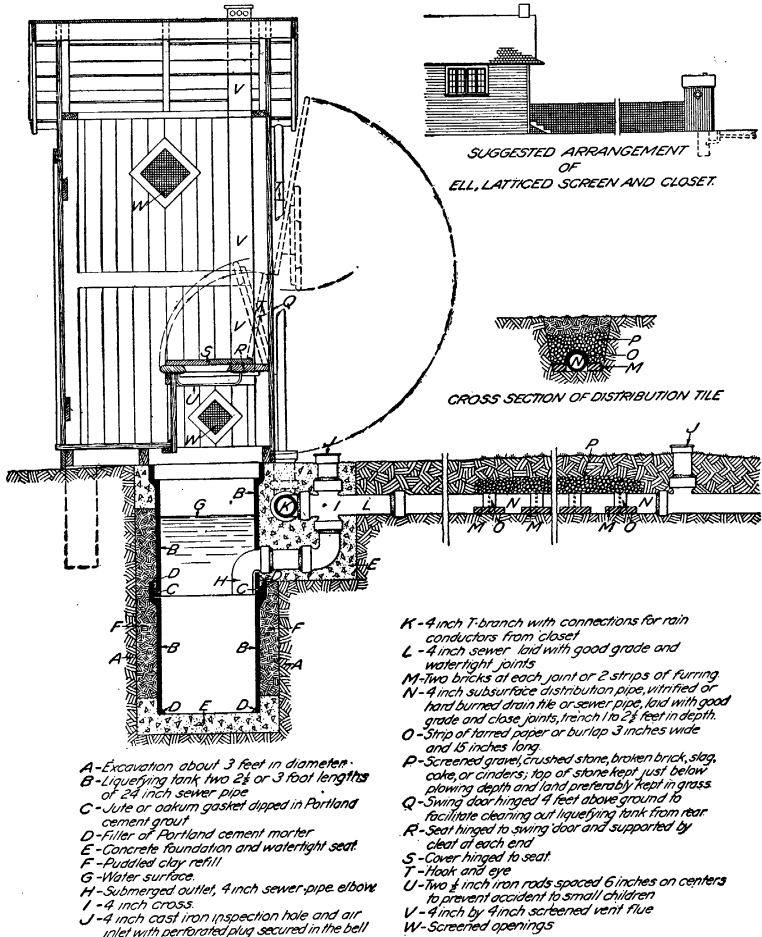 SUGGESTED ARRANGEMENT
OF
ELL, LATTICED SCREEN AND CLOSET.
V
W
V
V
Q
S
R
U
W
P
O
N
M
CROSS SECTION OF DISTRIBUTION TILE
J
J
P
B
G
K
I
L
N
N
M O M M O
B
D
C
H
C
D
E
F
F
A
B
B
A
D
E
D
A-Excavation about 3 feet in diameter.
B-Liquefying tank two 2½ or 3 foot lengths
of 24 inch sewer pipe
C-Jute or oakum gasket dipped in Portland
cement grout
D-Filler of Portland cement morter
E-Concrete foundation and watertight seat.
F-Puddled clay refill
G-Water surface.
H-Submerged outlet, 4 inch sewer-pipe elbow.
I-4 inch cross.
J-4 inch cast iron inspection hole and air
inlet with perforated plug secured in the bell
K-4 inch T-branch with connections for rain
conductors from closet
L-4 inch sewer laid with good grade and
watertight joints
M-Two bricks at each joint or 2 strips of furring.
N-4 inch subsurface distribution pipe, vitrified or
hard burned drain tile or sewer pipe, laid with good
grade and close joints, trench 1 to 2½ feet in depth.
O-Strip of tarred paper or burlap 3 inches wide
and 15 inches long.
P-Screened gravel, crushed stone, broken brick, slag,
coke, or cinders; top of stone kept just below
plowing depth and land preferably kept in grass.
Q-Swing door hinged 4 feet above ground to
facilitate cleaning out liquefying tank from rear.
R-Seat hinged to swing door and supported by
cleat at each end
S-Cover hinged to seat.
T-Hook and eye
U-Two ½ inch iron rods spaced 6 inches on centers
to prevent accident to small children
V-4 inch by 4 inch screened vent flue
W-Screened openings